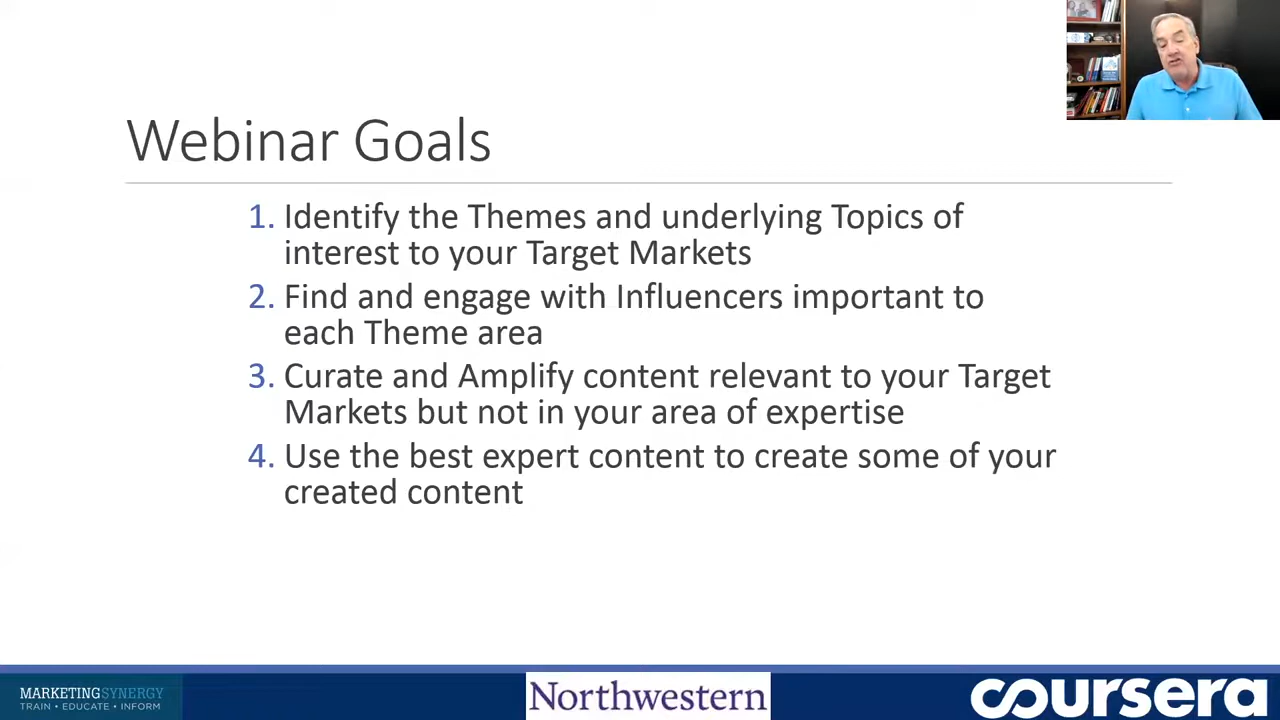 Webinar Goals
1. Identify the Themes and underlying Topics of
interest to your Target Markets
2. Find and engage with Influencers important to
each Theme area
3. Curate and Amplify content relevant to your Target
Markets but not in your area of expertise
4. Use the best expert content to create some of your
created content
MARKETINGSYNERGY
TRAIN • EDUCATE • INFORM
Northwestern
coursera